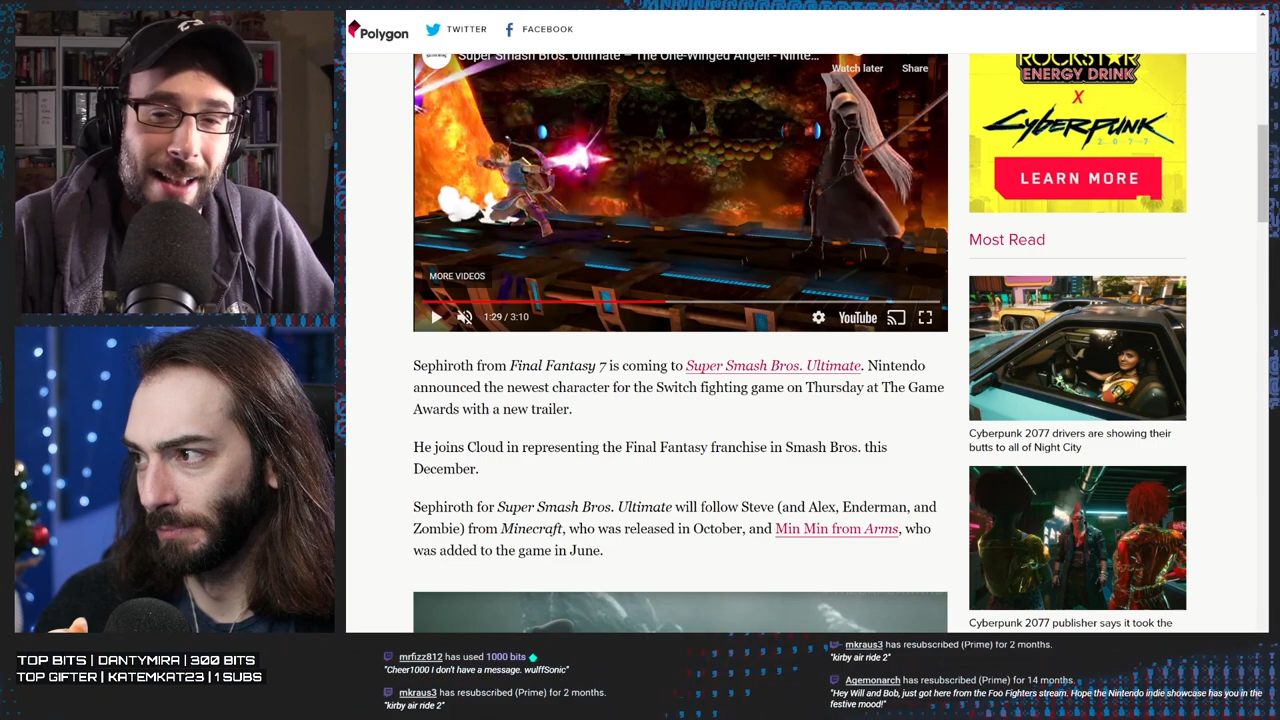 Polygon
TWITTER
FACEBOOK
Super Smash Bros. Ultimate – The One-Winged Angel! - Ninte...
Watch later
Share
MORE VIDEOS
1:29 / 3:10
YouTube
Sephiroth from Final Fantasy 7 is coming to Super Smash Bros. Ultimate. Nintendo
announced the newest character for the Switch fighting game on Thursday at The Game
Awards with a new trailer.
He joins Cloud in representing the Final Fantasy franchise in Smash Bros. this
December.
Sephiroth for Super Smash Bros. Ultimate will follow Steve (and Alex, Enderman, and
Zombie) from Minecraft, who was released in October, and Min Min from Arms, who
was added to the game in June.
ROCKSTAR
ENERGY DRINK
X
Cyberpunk
2077
LEARN MORE
Most Read
Cyberpunk 2077 drivers are showing their
butts to all of Night City
Cyberpunk 2077 publisher says it took the
TOP BITS | DANTYMIRA | 300 BITS
TOP GIFTER | KATEMKAT23 | 1 SUBS
mrfizz812 has used 1000 bits
"Cheer1000 I don't have a message. wulffSonic"
mkraus3 has resubscribed (Prime) for 2 months.
"kirby air ride 2"
mkraus3 has resubscribed (Prime) for 2 months.
"kirby air ride 2"
Agemonarch has resubscribed (Prime) for 14 months.
"Hey Will and Bob, just got here from the Foo Fighters stream. Hope the Nintendo indie showcase has you in the
festive mood!"